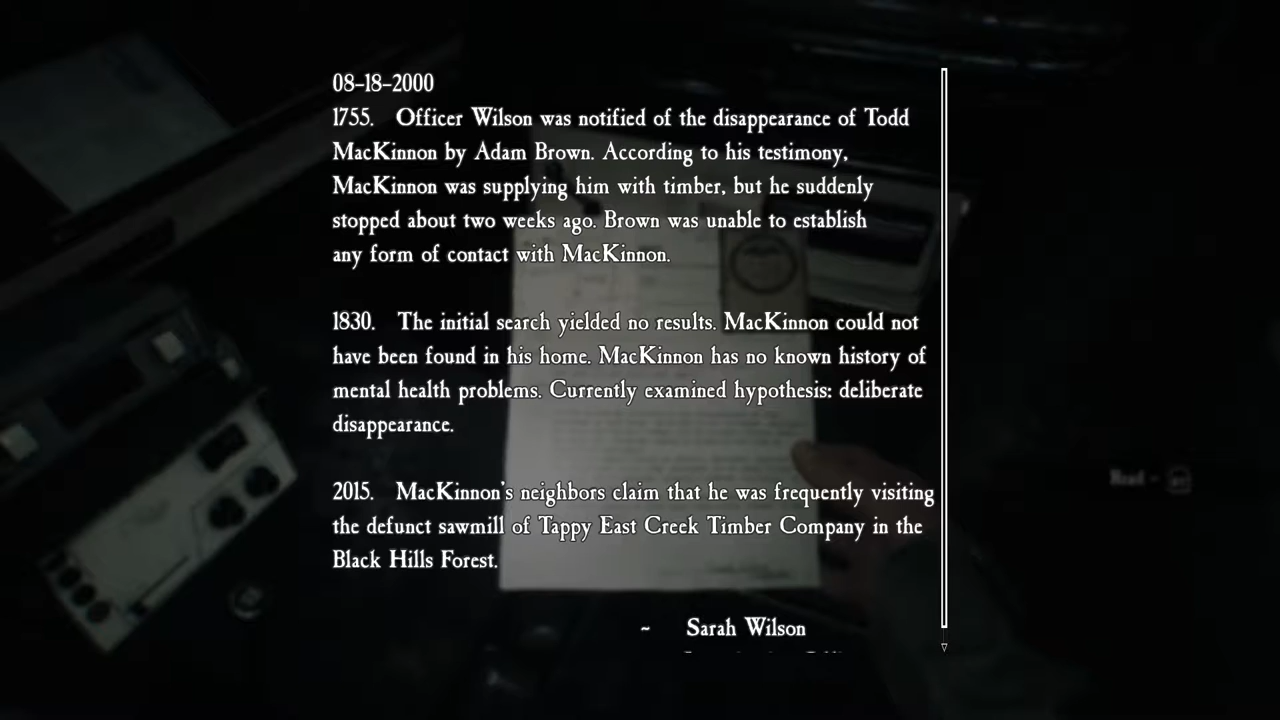 08-18-2000
1755. Officer Wilson was notified of the disappearance of Todd
MacKinnon by Adam Brown. According to his testimony,
MacKinnon was supplying him with timber, but he suddenly
stopped about two weeks ago. Brown was unable to establish
any form of contact with MacKinnon.
1830. The initial search yielded no results. MacKinnon could not
have been found in his home. MacKinnon has no known history of
mental health problems. Currently examined hypothesis: deliberate
disappearance.
2015. MacKinnon's neighbors claim that he was frequently visiting
the defunct sawmill of Tappy East Creek Timber Company in the
Black Hills Forest.
~ Sarah Wilson
Read -